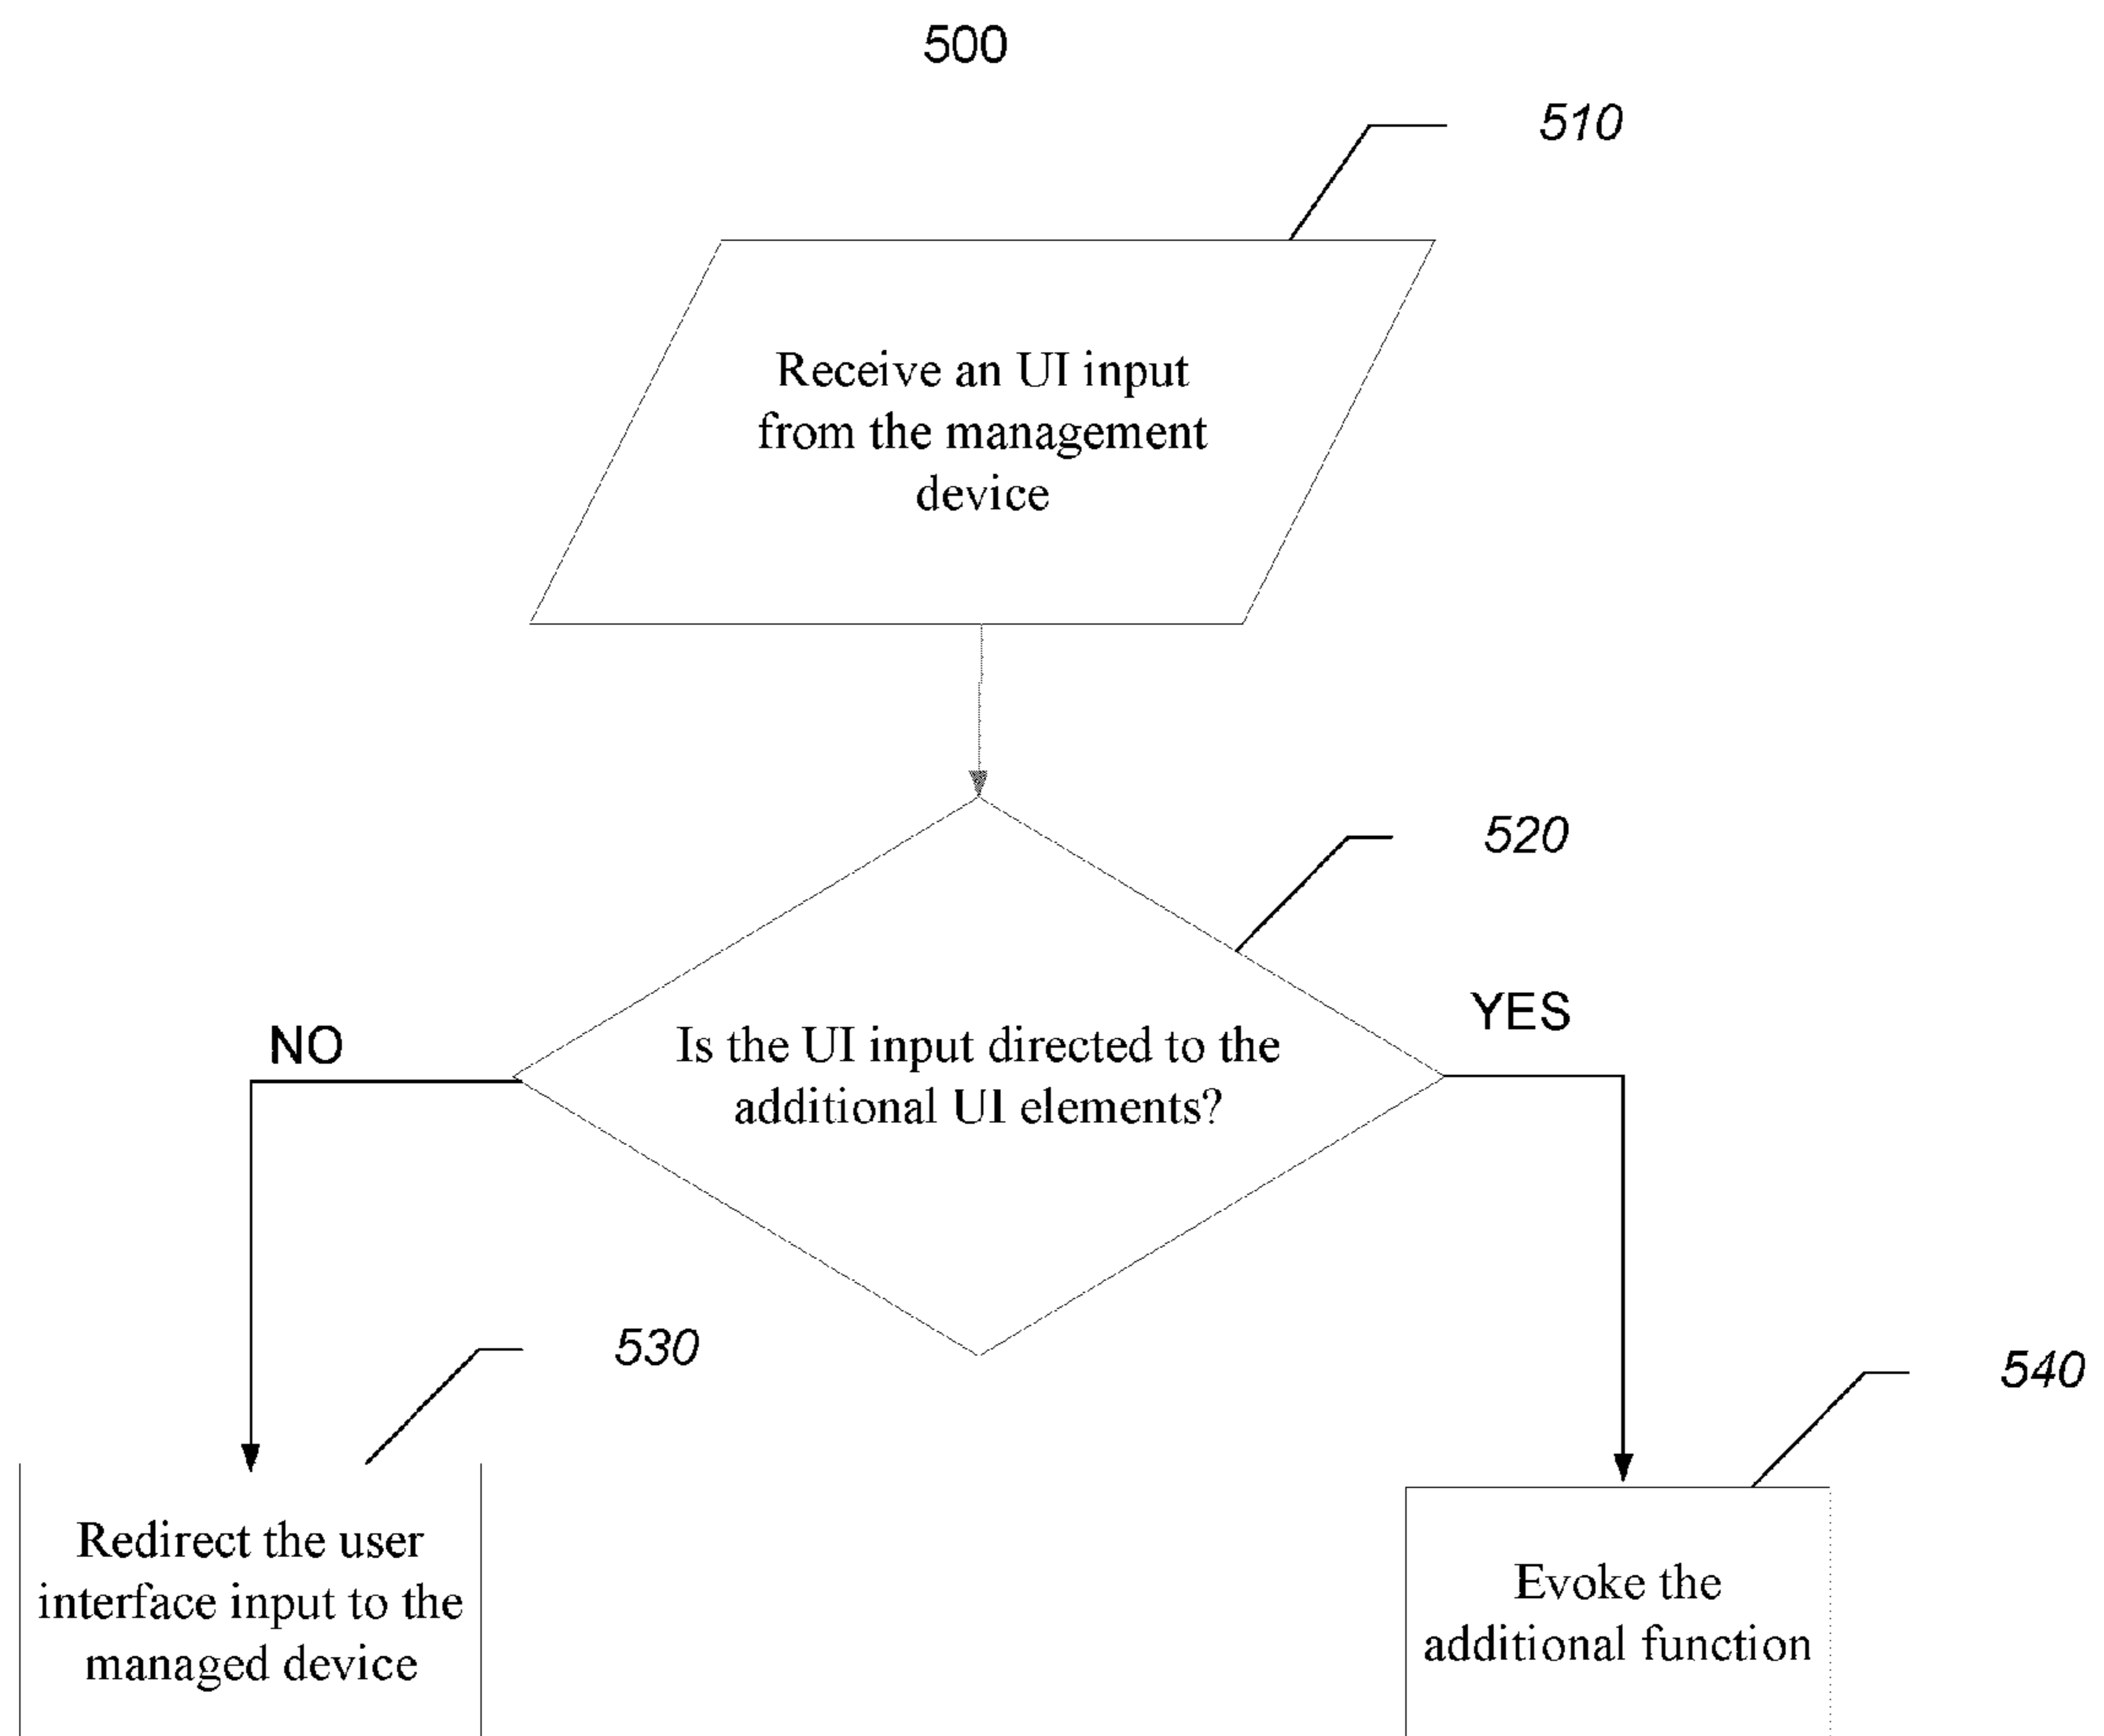 500
510
Receive an UI input
from the management
device
520
YES
NO
Is the UI input directed to the
additional UI elements?
530
540
Redirect the user
interface input to the
managed device
Evoke the
additional function